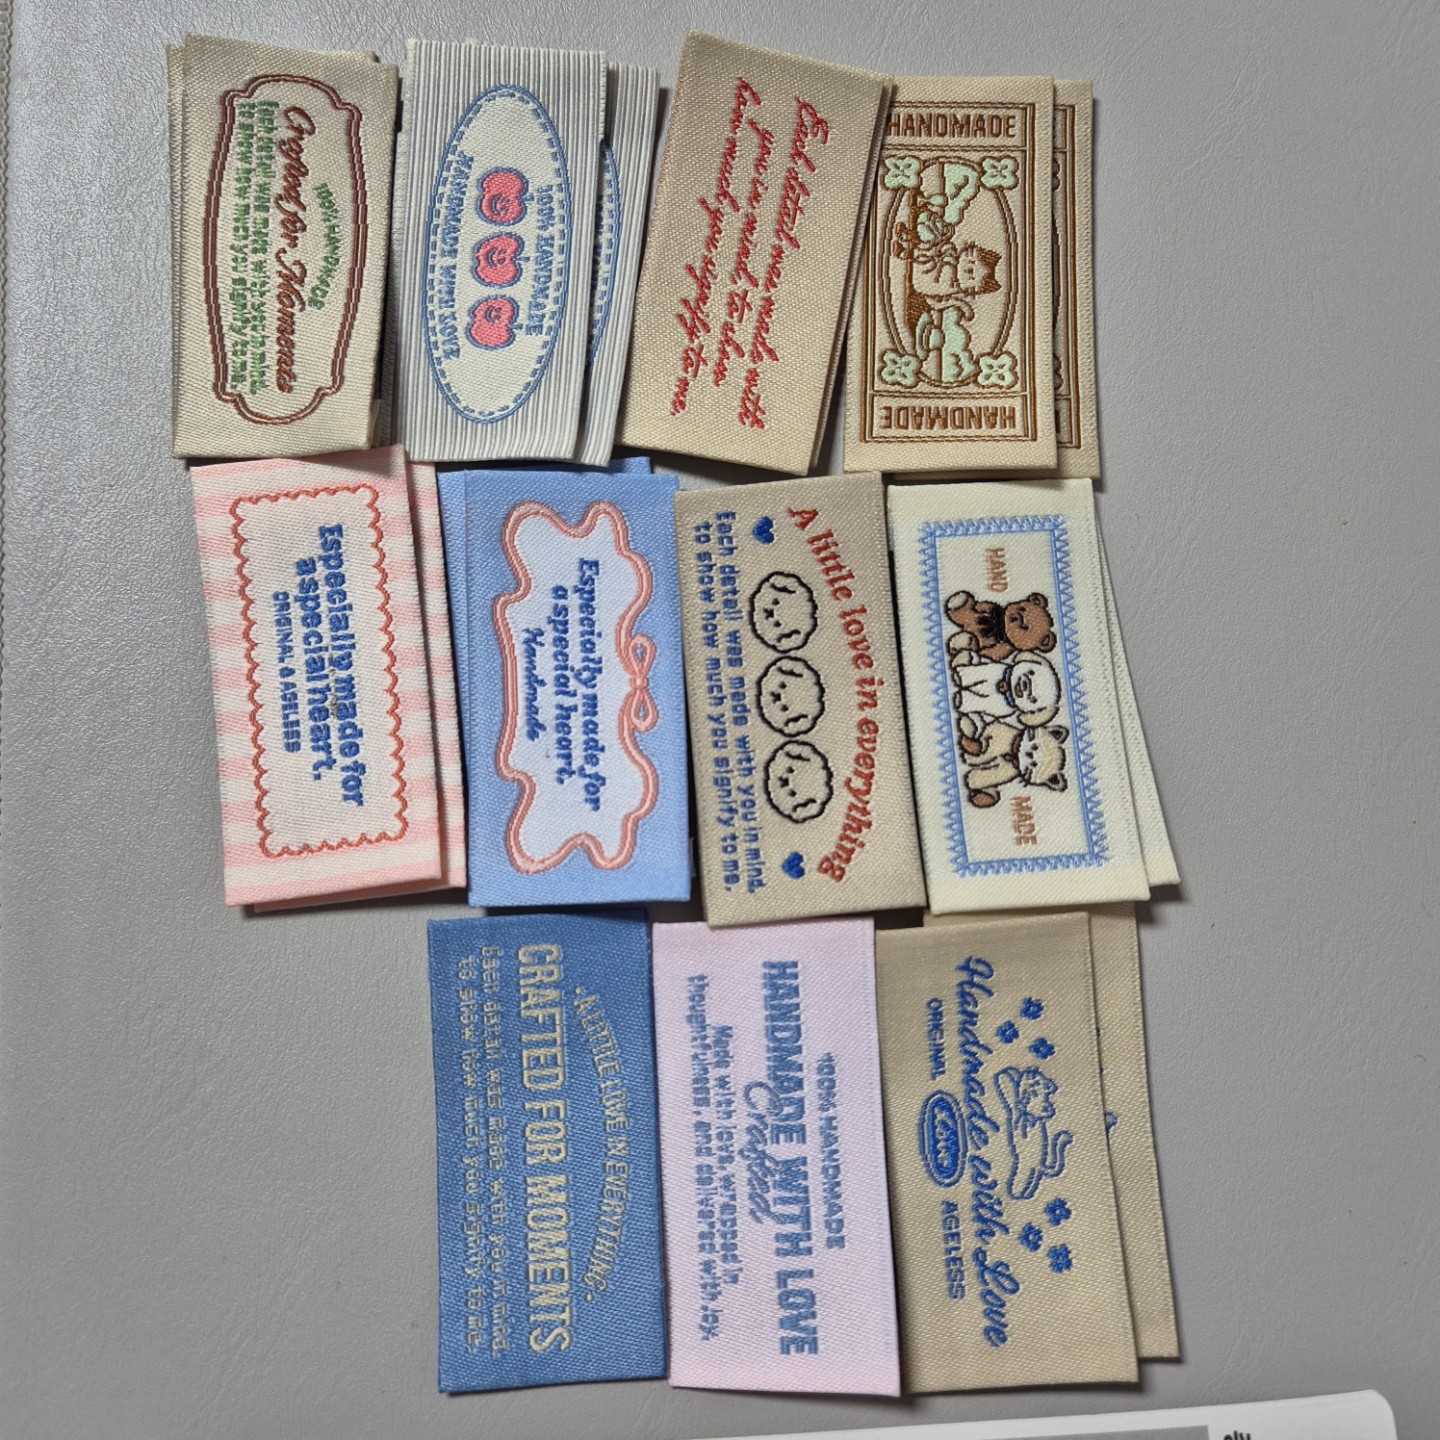 100% HANDMADE
Crafted for Moments
Each detail was made with you in mind,
to show how much you signify to me.
100% HANDMADE
HANDMADE WITH LOVE
Each detail was made with
you in mind, to show
how much you signify to me.
HANDMADE
HANDMADE
Especially made for
a special heart.
ORIGINAL & AGELESS
Especially made for
a special heart.
Handmade
A little love in everything
Each detail was made with you in mind,
to show how much you signify to me.
HAND
MADE
A LITTLE LOVE IN EVERYTHING.
CRAFTED FOR MOMENTS
Each detail was made with you in mind,
to show how much you signify to me.
100% HANDMADE
HANDMADE WITH LOVE
Crafted
Made with love, wrapped in
thoughtfulness, and delivered with joy.
Handmade with Love
ORIGINAL
AGELESS